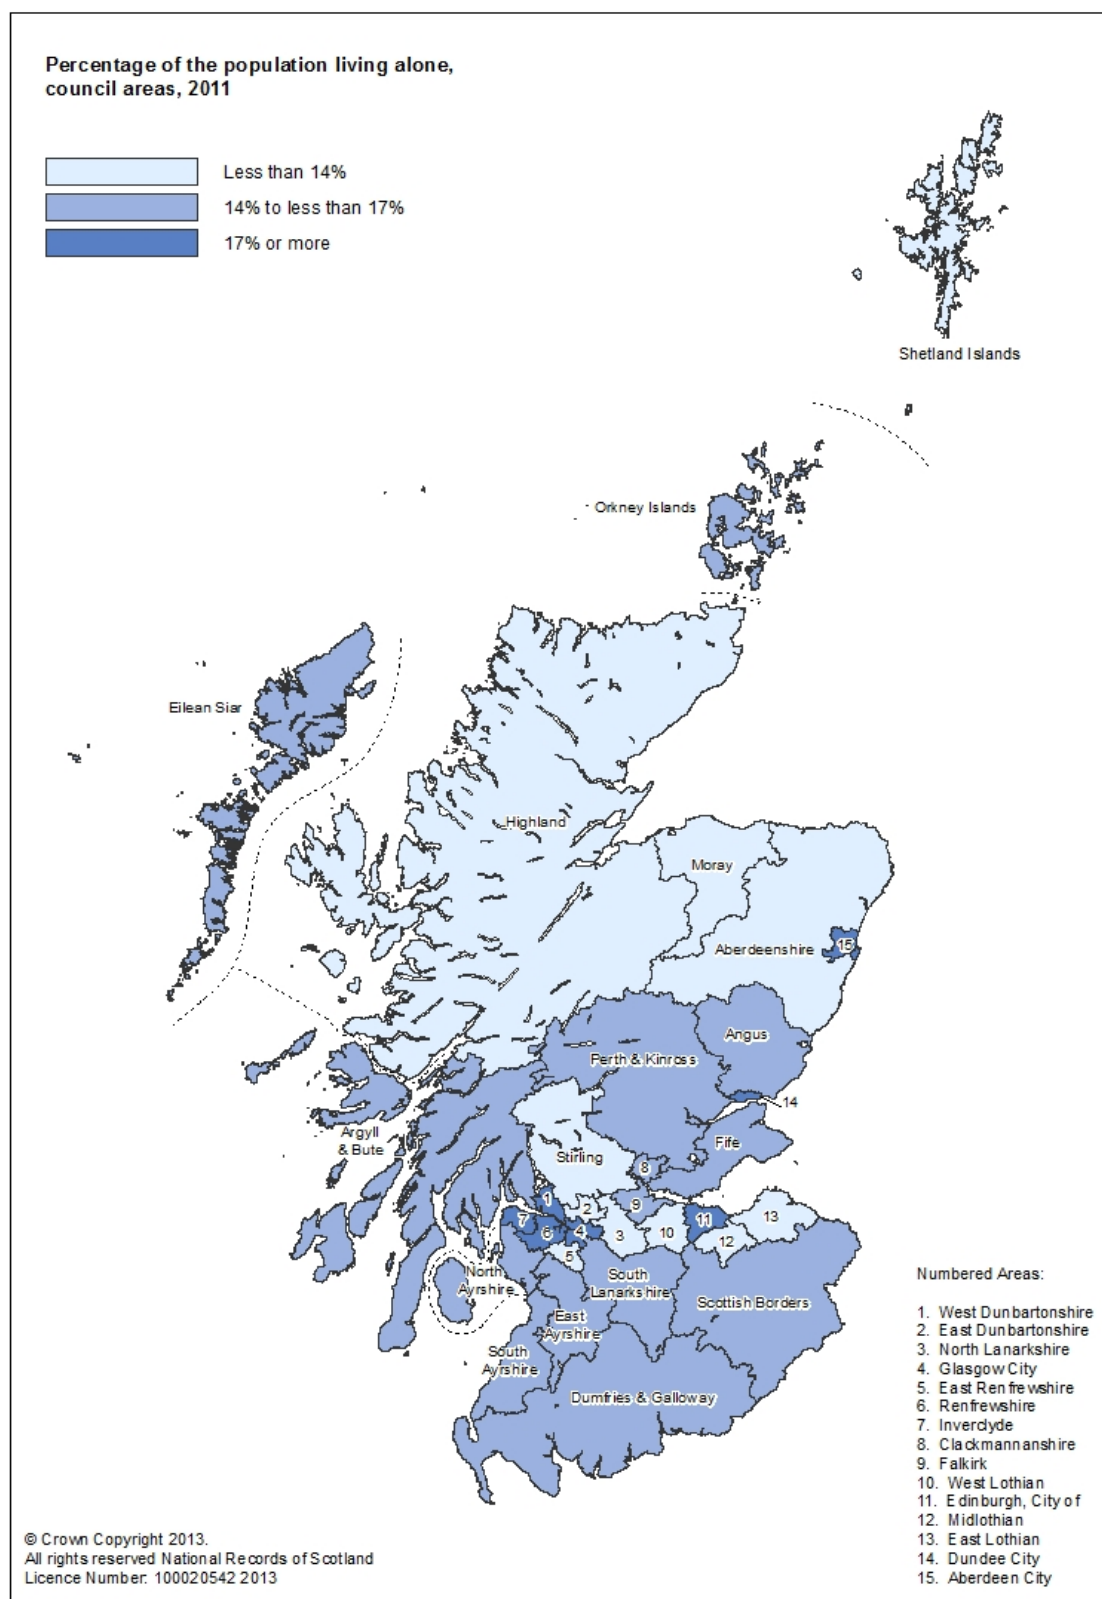 Percentage of the population living alone,
council areas, 2011
Less than 14%
14% to less than 17%
17% or more
Shetland Islands
Orkney Islands
Eilean Siar
Highland
Moray
Aberdeenshire
15
Angus
Perth & Kinross
14
Argyll
& Bute
Fife
Stirling
8
1
2
9
7
6
4
3
10
11
12
13
5
North
Ayrshire
South
Lanarkshire
Scottish Borders
East
Ayrshire
South
Ayrshire
Dumfries & Galloway
Numbered Areas:
1. West Dunbartonshire
2. East Dunbartonshire
3. North Lanarkshire
4. Glasgow City
5. East Renfrewshire
6. Renfrewshire
7. Inverclyde
8. Clackmannanshire
9. Falkirk
10. West Lothian
11. Edinburgh, City of
12. Midlothian
13. East Lothian
14. Dundee City
15. Aberdeen City
© Crown Copyright 2013.
All rights reserved National Records of Scotland
Licence Number: 100020542 2013